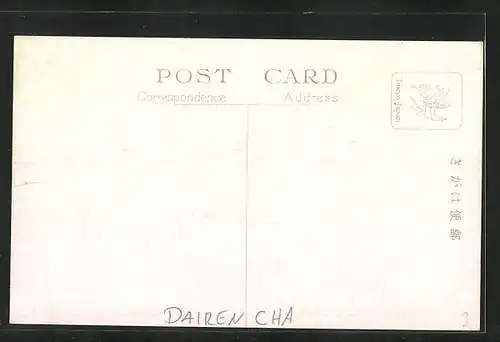 POST CARD
Correspondence Address
Tokyo Japan
きがは便郵
DAIREN CHA